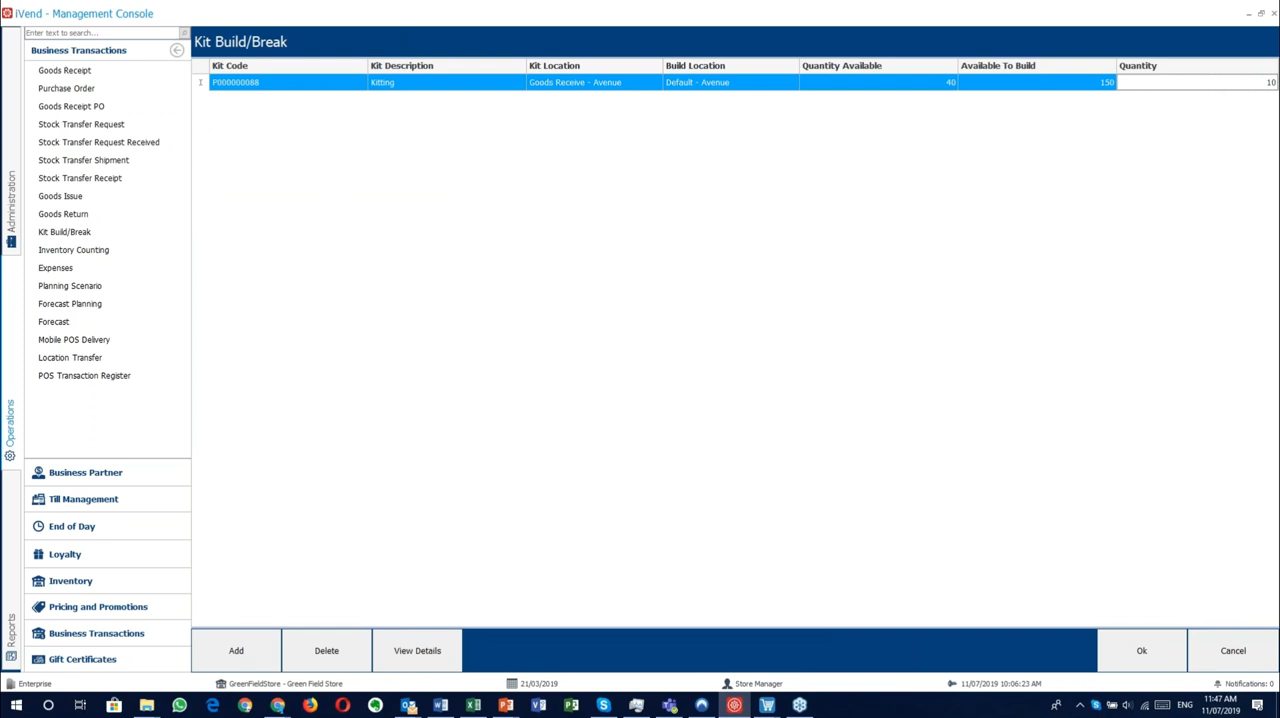 iVend - Management Console
Enter text to search...
Business Transactions
Goods Receipt
Purchase Order
Goods Receipt PO
Stock Transfer Request
Stock Transfer Request Received
Stock Transfer Shipment
Stock Transfer Receipt
Goods Issue
Goods Return
Kit Build/Break
Inventory Counting
Expenses
Planning Scenario
Forecast Planning
Forecast
Mobile POS Delivery
Location Transfer
POS Transaction Register
Business Partner
Till Management
End of Day
Loyalty
Inventory
Pricing and Promotions
Business Transactions
Gift Certificates
Administration
Operations
Reports
Kit Build/Break
Kit Code Kit Description Kit Location Build Location Quantity Available Available To Build Quantity
P000000088 Kitting Goods Receive - Avenue Default - Avenue 40 150 10
Add Delete View Details Ok Cancel
Enterprise GreenFieldStore - Green Field Store 21/03/2019 Store Manager 11/07/2019 10:06:23 AM Notifications: 0
ENG 11:47 AM
11/07/2019